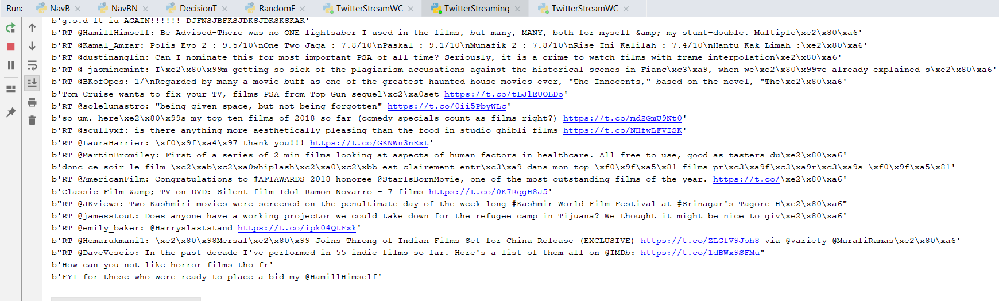 Run: NavB NavBN DecisionT RandomF TwitterStreamWC TwitterStreaming TwitterStreamWC
b'g.o.d ft iu AGAIN!!!!!! DJFNSJBFKSJDKSJDKSKSKAK'
b'RT @HamillHimself: Be Advised-There was no ONE lightsaber I used in the films, but many, MANY, both for myself &amp; my stunt-double. Multiple\xe2\x80\xa6'
b'RT @Kamal_Amzar: Polis Evo 2 : 9.5/10\nOne Two Jaga : 7.8/10\nPaskal : 9.1/10\nMunafik 2 : 7.8/10\nRise Ini Kalilah : 7.4/10\nHantu Kak Limah :\xe2\x80\xa6'
b'RT @dustinanglin: Can I nominate this for most important PSA of all time? Seriously, it is a crime to watch films with frame interpolation\xe2\x80\xa6'
b'RT @_jasminemint: I\xe2\x80\x99m getting so sick of the plagiarism accusations against the historical scenes in Fianc\xc3\xa9, when we\xe2\x80\x99ve already explained s\xe2\x80\xa6'
b'RT @BKofOpes: 1/\nRegarded by many a movie buff as one of the greatest haunted house movies ever, "The Innocents," based on the novel, "The\xe2\x80\xa6'
b'Tom Cruise wants to fix your TV, films PSA from Top Gun sequel\xc2\xa0set https://t.co/tLJlEUOLDo'
b'RT @solelunastro: "being given space, but not being forgotten" https://t.co/0ii5PbyWLc'
b'so um. here\xe2\x80\x99s my top ten films of 2018 so far (comedy specials count as films right?) https://t.co/mdZGmU9Nt0'
b'RT @scullyxf: is there anything more aesthetically pleasing than the food in studio ghibli films https://t.co/NHfwLFVISK'
b'RT @LauraHarrier: \xf0\x9f\xa4\x97 thank you!!! https://t.co/GKNWn3nExt'
b'RT @MartinBromiley: First of a series of 2 min films looking at aspects of human factors in healthcare. All free to use, good as tasters du\xe2\x80\xa6'
b'donc ce soir le film \xc2\xab\xc2\xa0whiplash\xc2\xa0\xc2\xbb est clairement entr\xc3\xa9 dans mon top \xf0\x9f\xa5\x81 films pr\xc3\xa9f\xc3\xa9r\xc3\xa9s \xf0\x9f\xa5\x81'
b'RT @AmericanFilm: Congratulations to #AFIAWARDS 2018 honoree @StarIsBornMovie, one of the most outstanding films of the year. https://t.co/\xe2\x80\xa6'
b'Classic Film &amp; TV on DVD: Silent film Idol Ramon Novarro - 7 films https://t.co/0K7RqgH8J5'
b"RT @JKviews: Two Kashmiri movies were screened on the penultimate day of the week long #Kashmir World Film Festival at #Srinagar's Tagore H\xe2\x80\xa6"
b'RT @jamesstout: Does anyone have a working projector we could take down for the refugee camp in Tijuana? We thought it might be nice to giv\xe2\x80\xa6'
b'RT @emily_baker: @Harryslaststand https://t.co/ipk04QtFxk'
b'RT @Hemarukmani1: \xe2\x80\x98Mersal\xe2\x80\x99 Joins Throng of Indian Films Set for China Release (EXCLUSIVE) https://t.co/ZLGfV9Joh8 via @variety @MuraliRamas\xe2\x80\xa6'
b"RT @DaveVescio: In the past decade I've performed in 55 indie films so far. Here's a list of them all on @IMDb: https://t.co/1dBWx9SFMu"
b'How can you not like horror films tho fr'
b'FYI for those who were ready to place a bid my @HamillHimself'